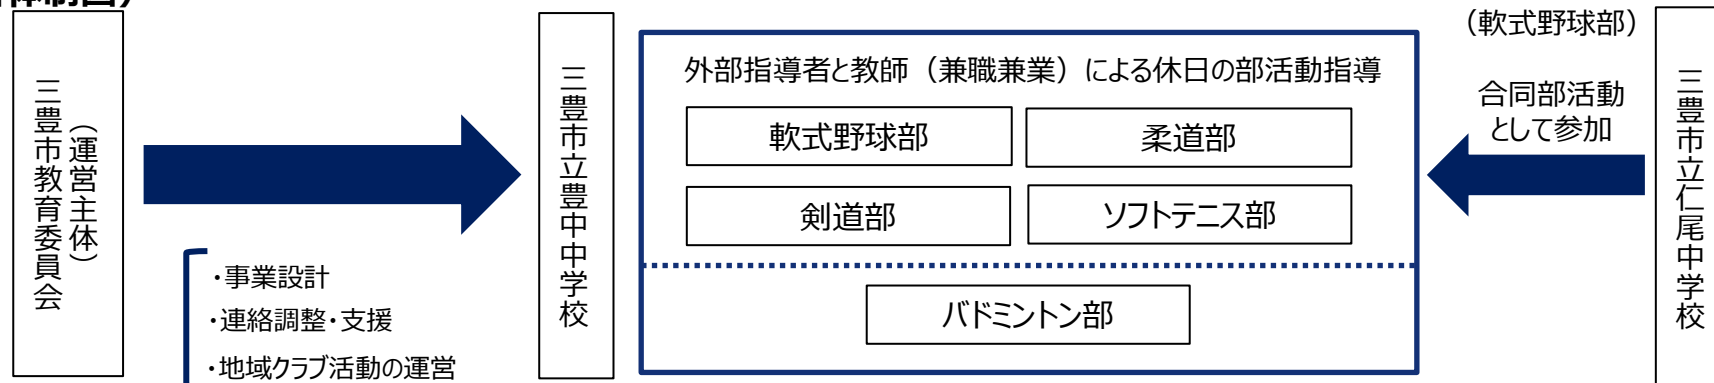 三豊市教育委員会
（運営主体）
・事業設計
・連絡調整・支援
・地域クラブ活動の運営
三豊市立豊中中学校
外部指導者と教師（兼職兼業）による休日の部活動指導
軟式野球部
柔道部
剣道部
ソフトテニス部
バドミントン部
（軟式野球部）
合同部活動
として参加
三豊市立仁尾中学校